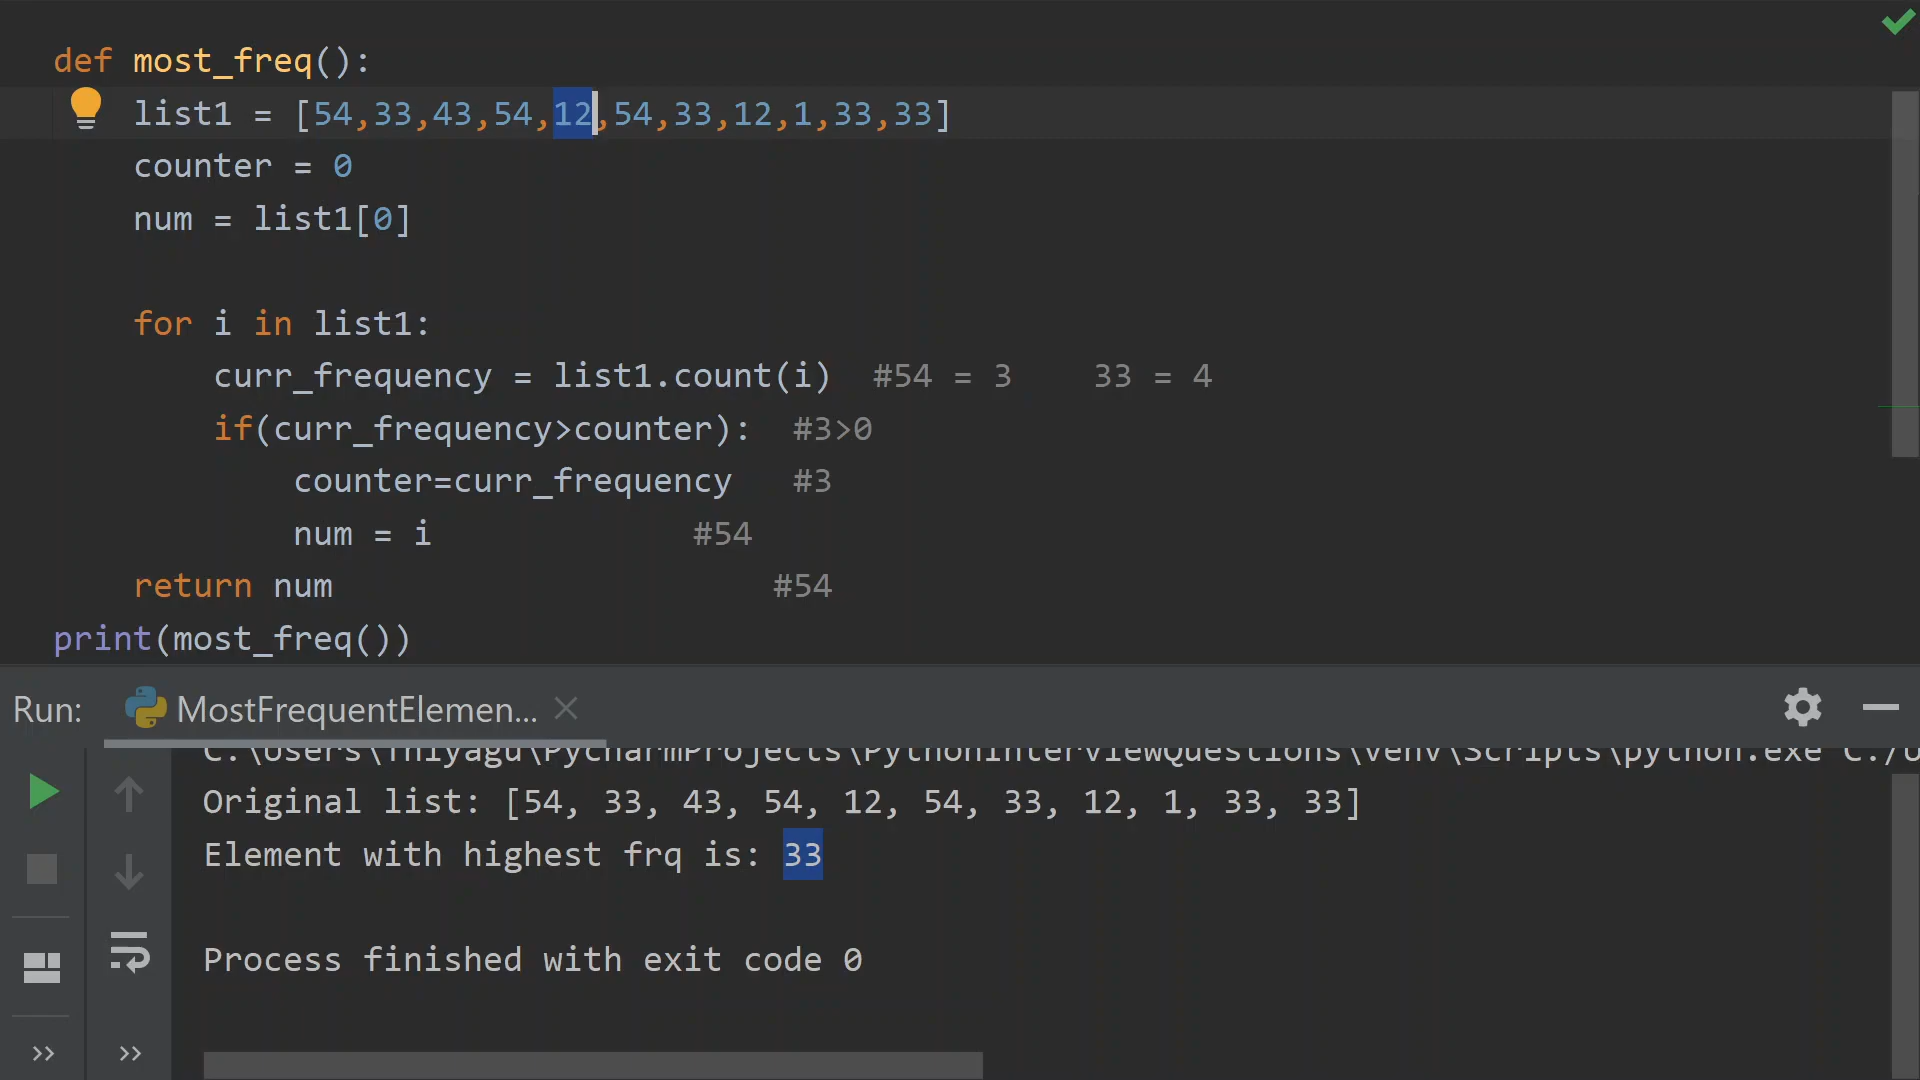 def most_freq():
list1 = [54,33,43,54,12,54,33,12,1,33,33]
counter = 0
num = list1[0]
for i in list1:
curr_frequency = list1.count(i)  #54 = 3    33 = 4
if(curr_frequency>counter):  #3>0
counter=curr_frequency   #3
num = i             #54
return num                      #54
print(most_freq())
Run: MostFrequentElemen...
C:\Users\Thiyagu\PycharmProjects\PythonInterviewQuestions\venv\Scripts\python.exe C:/U
Original list: [54, 33, 43, 54, 12, 54, 33, 12, 1, 33, 33]
Element with highest frq is: 33
Process finished with exit code 0